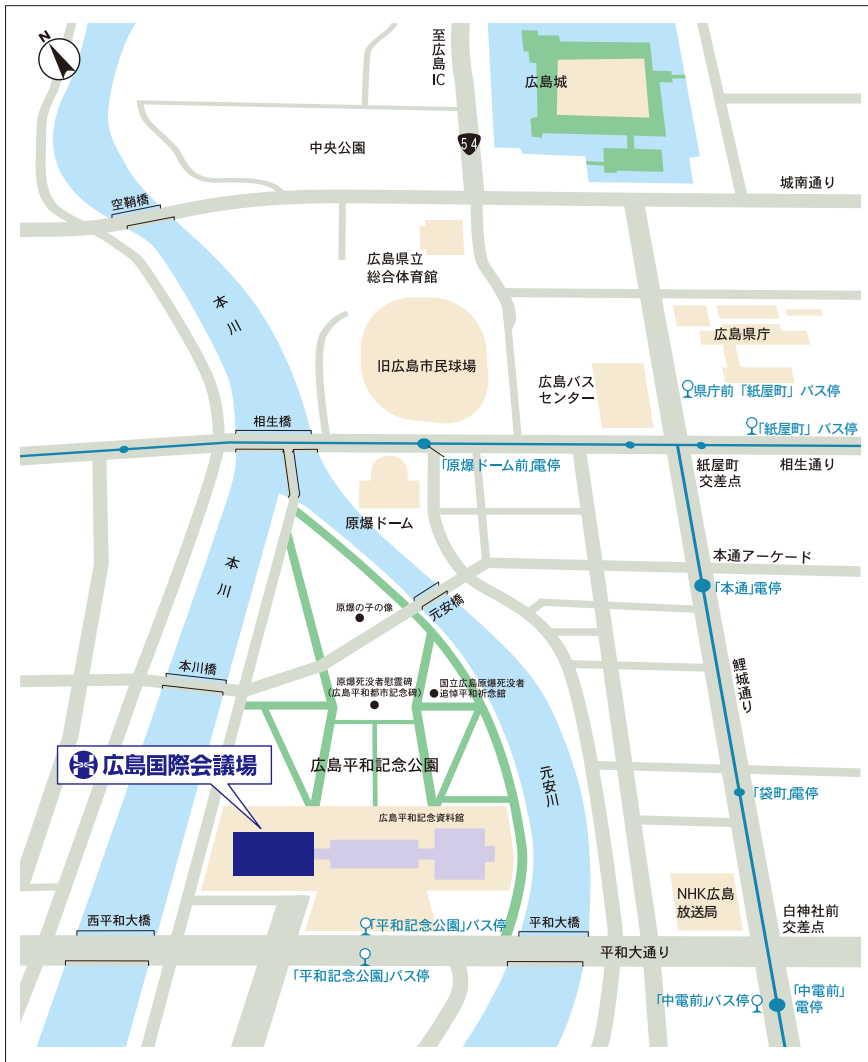 N
至広島IC
54
広島城
中央公園
城南通り
空鞘橋
広島県立
総合体育館
本川
旧広島市民球場
広島県庁
広島バス
センター
県庁前「紙屋町」バス停
「紙屋町」バス停
相生橋
「原爆ドーム前」電停
紙屋町
交差点
相生通り
原爆ドーム
本川
本通アーケード
「本通」電停
原爆の子の像
元安橋
本川橋
原爆死没者慰霊碑
（広島平和都市記念碑）
国立広島原爆死没者
追悼平和祈念館
鯉城通り
広島国際会議場
広島平和記念公園
元安川
「袋町」電停
広島平和記念資料館
NHK広島
放送局
白神社前
交差点
西平和大橋
「平和記念公園」バス停
平和大橋
平和大通り
「平和記念公園」バス停
「中電前」バス停
「中電前」
電停